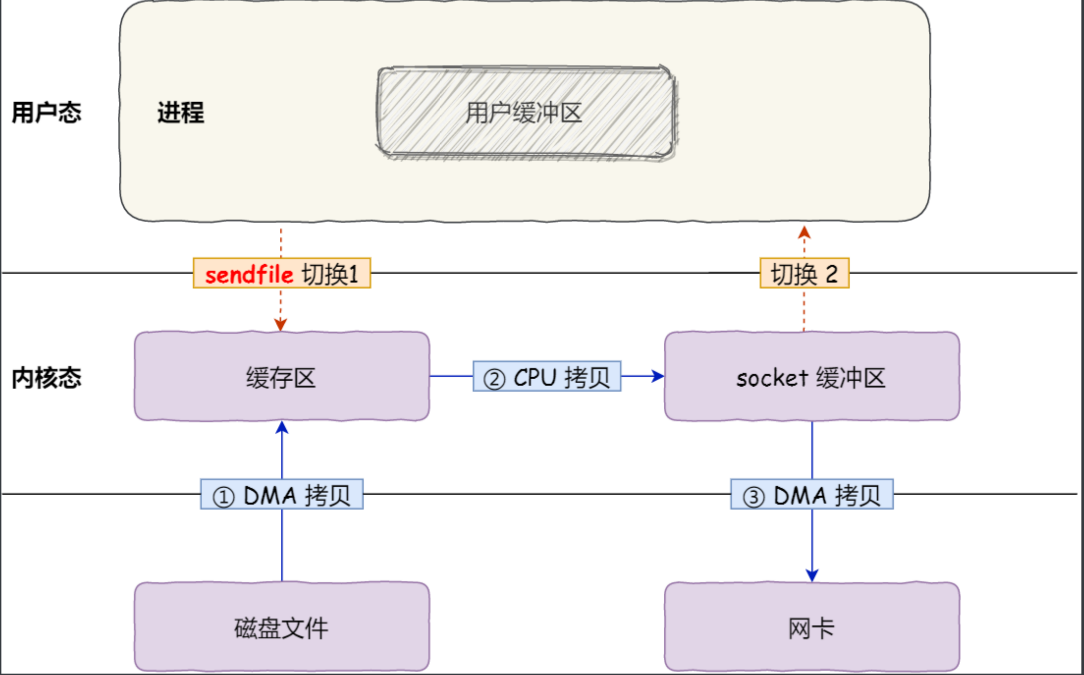 用户态
进程
用户缓冲区
sendfile 切换1
切换 2
内核态
缓存区
② CPU 拷贝
socket 缓冲区
① DMA 拷贝
③ DMA 拷贝
磁盘文件
网卡